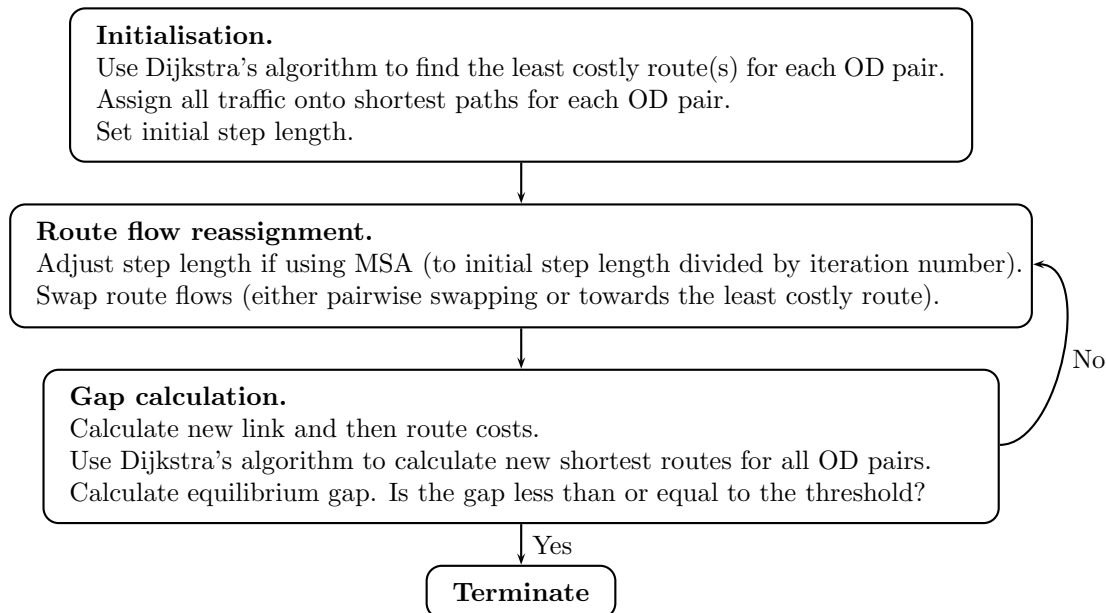 Initialisation.
Use Dijkstra's algorithm to find the least costly route(s) for each OD pair.
Assign all traffic onto shortest paths for each OD pair.
Set initial step length.
Route flow reassignment.
Adjust step length if using MSA (to initial step length divided by iteration number).
Swap route flows (either pairwise swapping or towards the least costly route).
No
Gap calculation.
Calculate new link and then route costs.
Use Dijkstra's algorithm to calculate new shortest routes for all OD pairs.
Calculate equilibrium gap. Is the gap less than or equal to the threshold?
Yes
Terminate